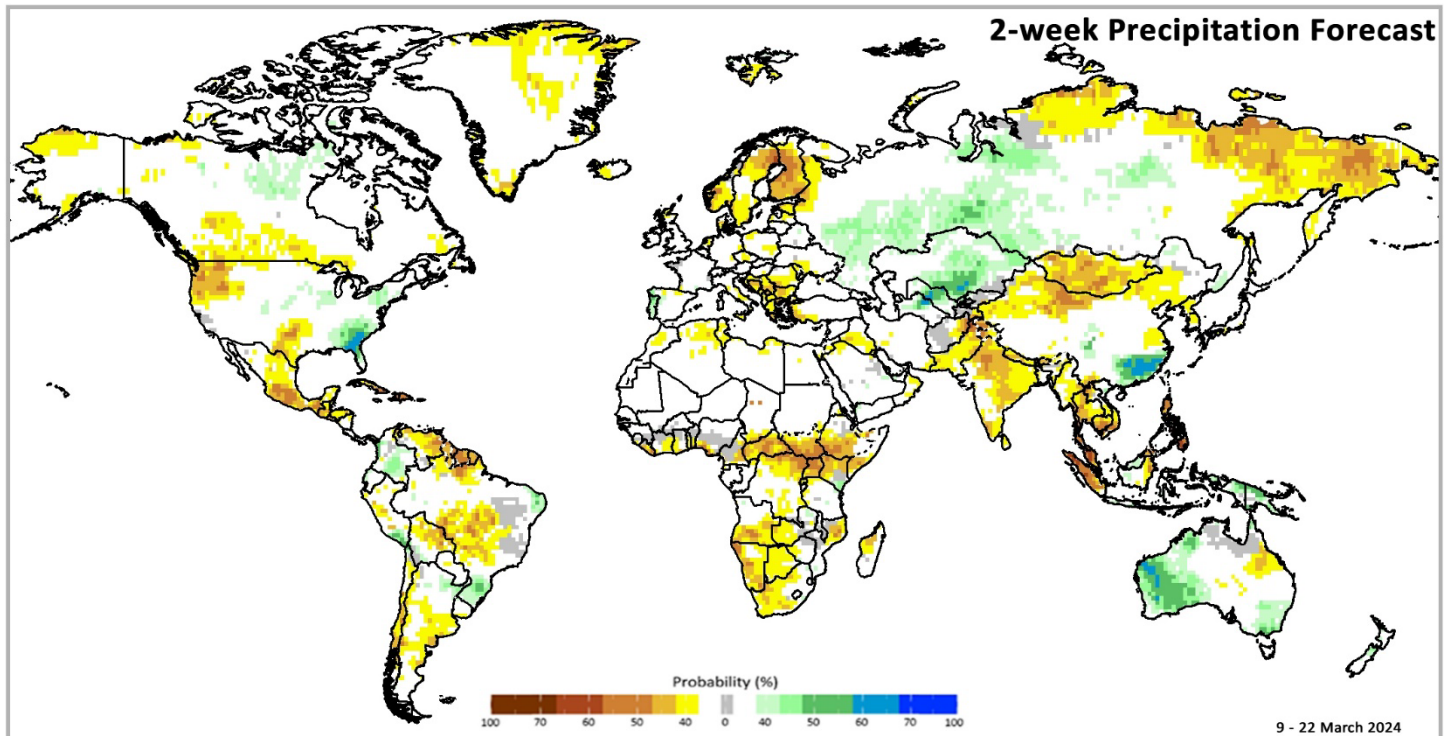 2-week Precipitation Forecast
Probability (%)
100 70 60 50 40 0 40 50 60 70 100
9 - 22 March 2024